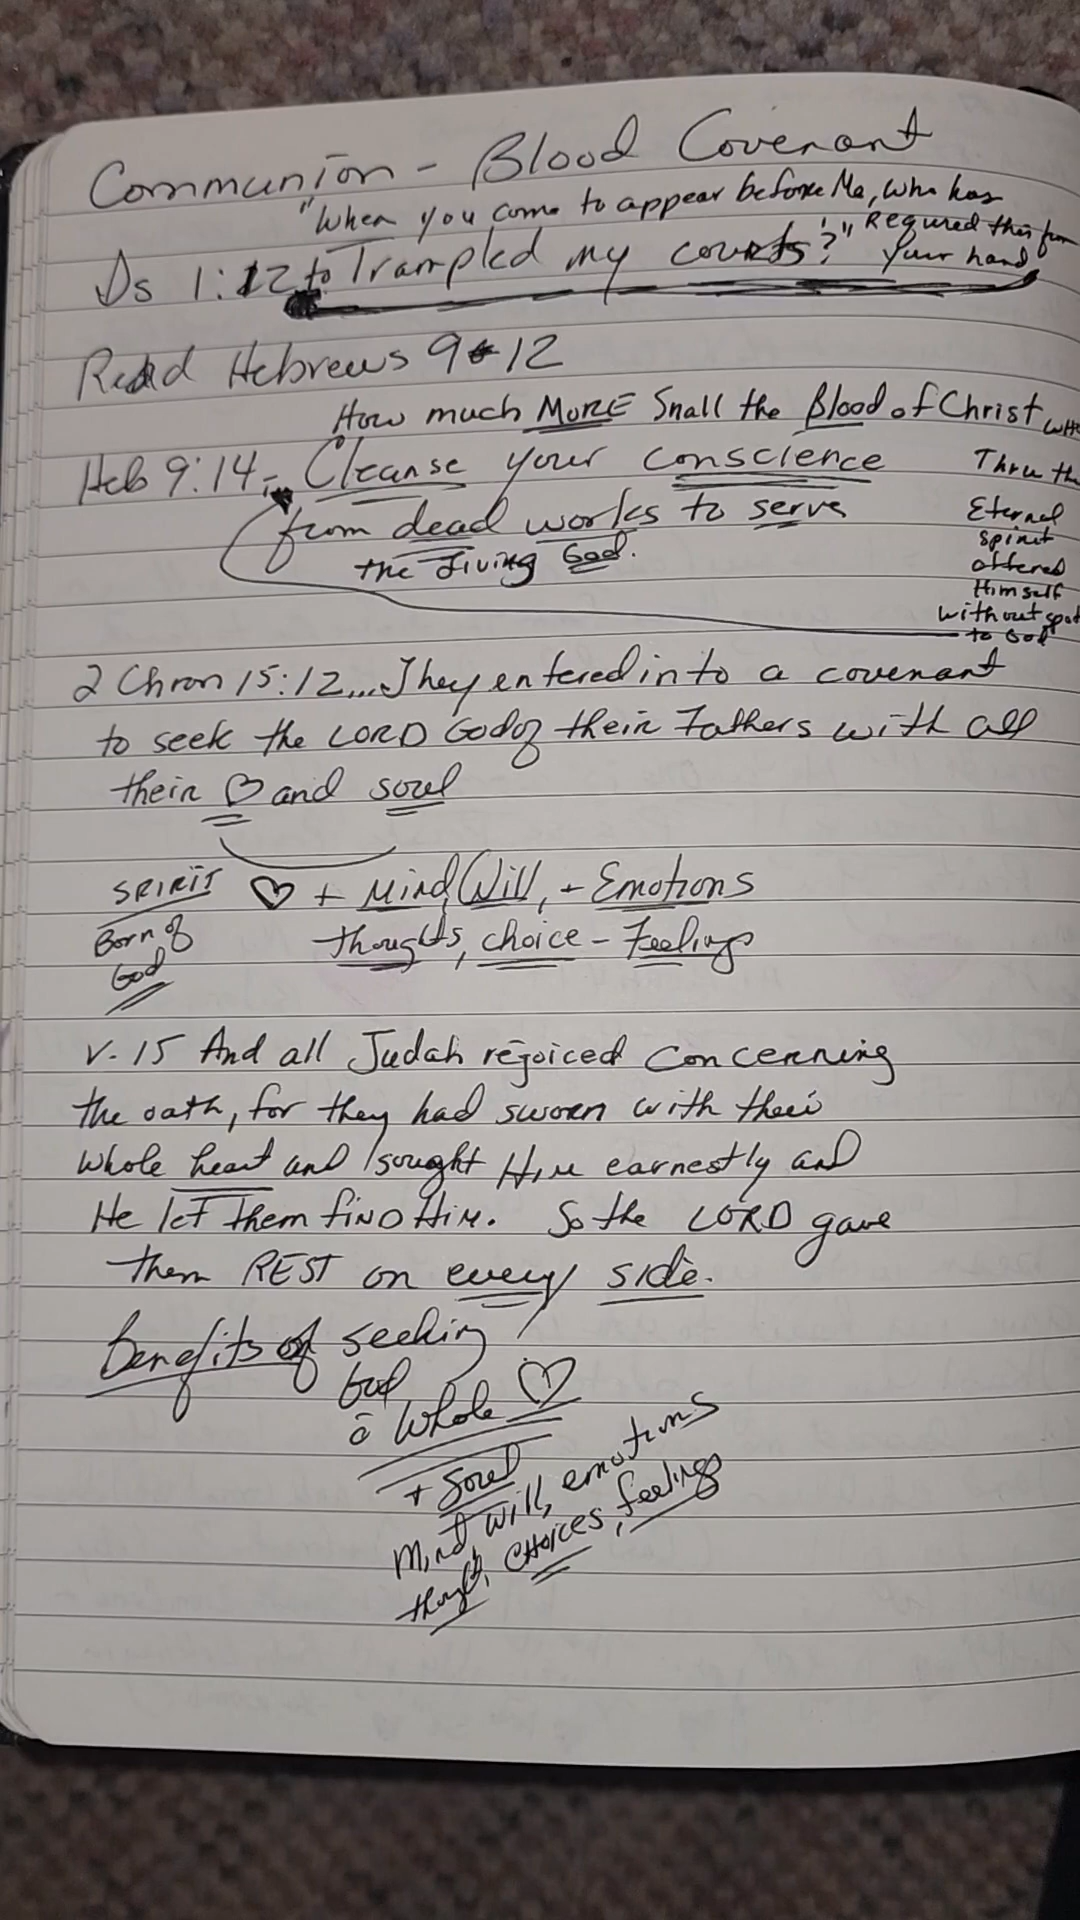 Communion - Blood Covenant
"When you come to appear before Me, who has
Required this from
your hand
Is 1:12 to Trampled my courts?"
Read Hebrews 9 12
How much MORE Shall the Blood of Christ who
Thru the
Eternal
spirit
offered
Himself
without spot
to God
Heb 9:14 ... Cleanse your conscience
from dead works to serve
the Living God.
2 Chron 15:12 ... They entered into a covenant
to seek the LORD God of their Fathers with all
their ♡ and soul
SPIRIT ♡ + Mind, Will, + Emotions
Born of
God
thoughts, choice - Feelings
v. 15 And all Judah rejoiced concerning
the oath, for they had sworn with their
whole heart and sought Him earnestly and
He let them find Him. So the LORD gave
them REST on every side.
Benefits of seeking
God
c̄ whole ♡
+ Soul
Mind, will, emotions
thought, choices, feelings